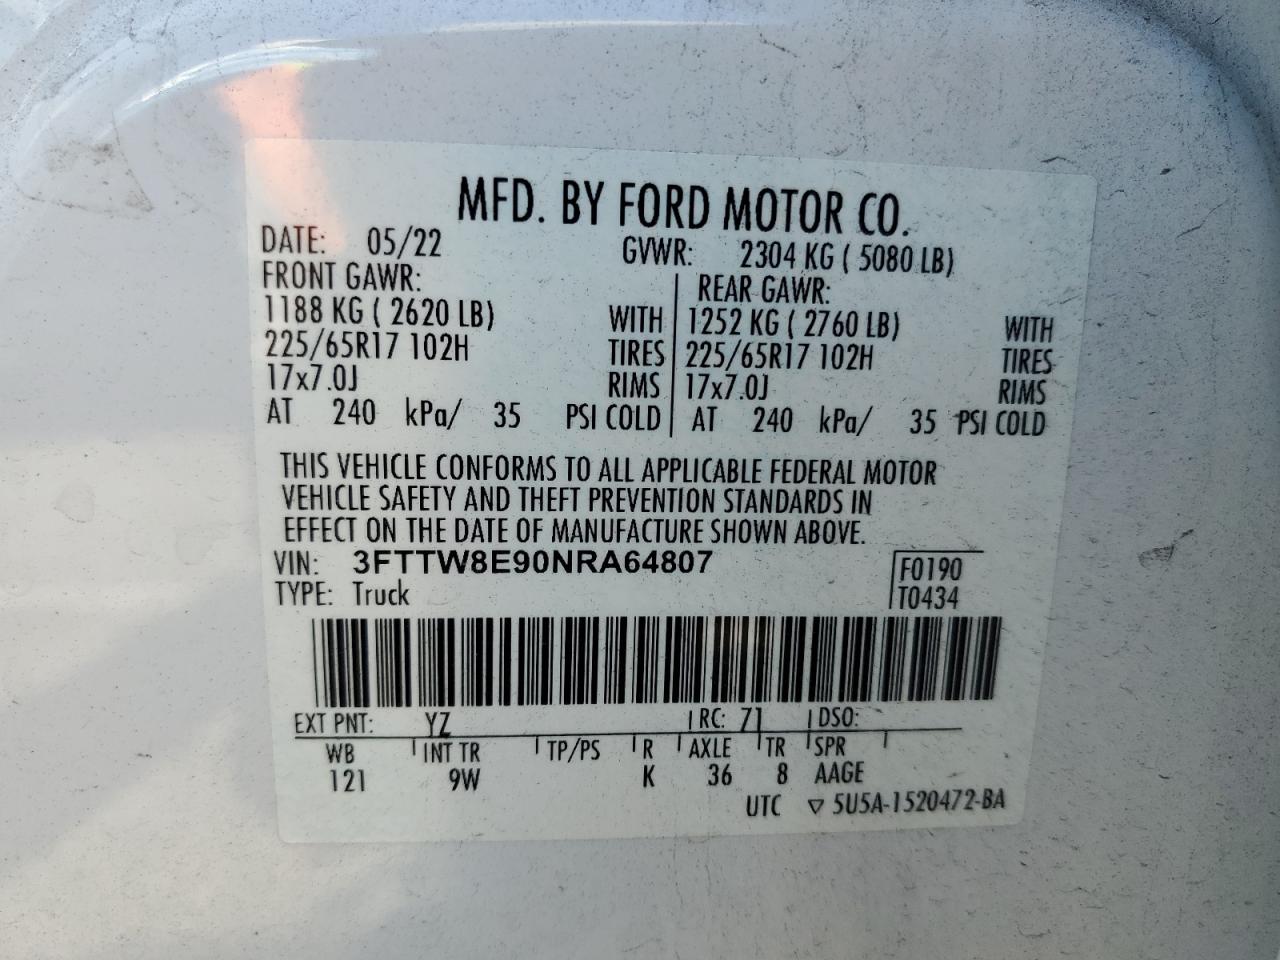 MFD. BY FORD MOTOR CO.
DATE: 05/22 GVWR: 2304 KG ( 5080 LB)
FRONT GAWR: REAR GAWR:
1188 KG ( 2620 LB) WITH 1252 KG ( 2760 LB) WITH
225/65R17 102H TIRES 225/65R17 102H TIRES
17x7.0J RIMS 17x7.0J RIMS
AT 240 kPa/ 35 PSI COLD AT 240 kPa/ 35 PSI COLD
THIS VEHICLE CONFORMS TO ALL APPLICABLE FEDERAL MOTOR
VEHICLE SAFETY AND THEFT PREVENTION STANDARDS IN
EFFECT ON THE DATE OF MANUFACTURE SHOWN ABOVE.
VIN: 3FTTW8E90NRA64807 F0190
TYPE: Truck T0434
EXT PNT: YZ RC: 71 DSO:
WB INT TR TP/PS R AXLE TR SPR
121 9W K 36 8 AAGE
UTC ▽ 5U5A-1520472-BA